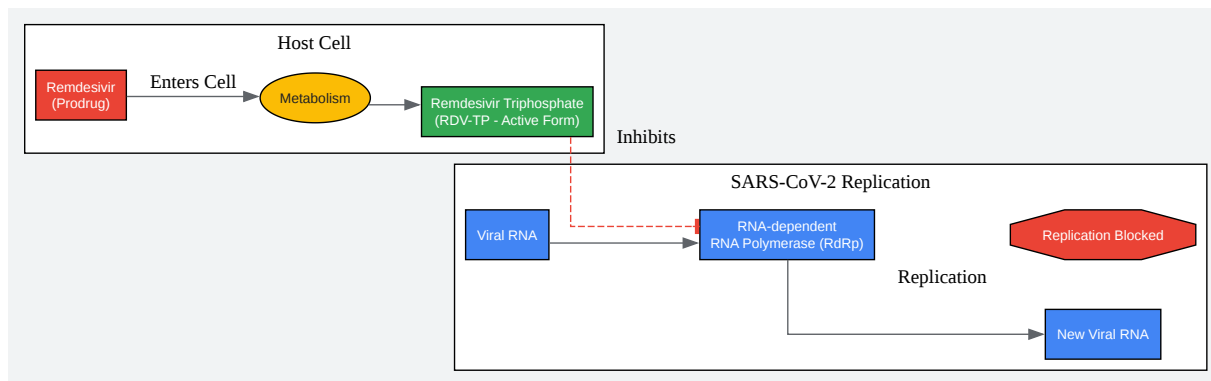 Host Cell
Remdesivir
(Prodrug)
Enters Cell
Metabolism
Remdesivir Triphosphate
(RDV-TP - Active Form)
Inhibits
SARS-CoV-2 Replication
Viral RNA
RNA-dependent
RNA Polymerase (RdRp)
Replication Blocked
Replication
New Viral RNA